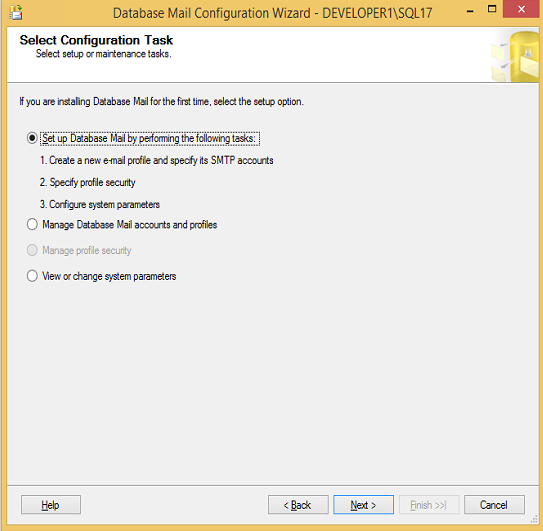 Database Mail Configuration Wizard - DEVELOPER1\SQL17
Select Configuration Task
Select setup or maintenance tasks.
If you are installing Database Mail for the first time, select the setup option.
Set up Database Mail by performing the following tasks:
1. Create a new e-mail profile and specify its SMTP accounts
2. Specify profile security
3. Configure system parameters
Manage Database Mail accounts and profiles
Manage profile security
View or change system parameters
Help
< Back
Next >
Finish >>|
Cancel